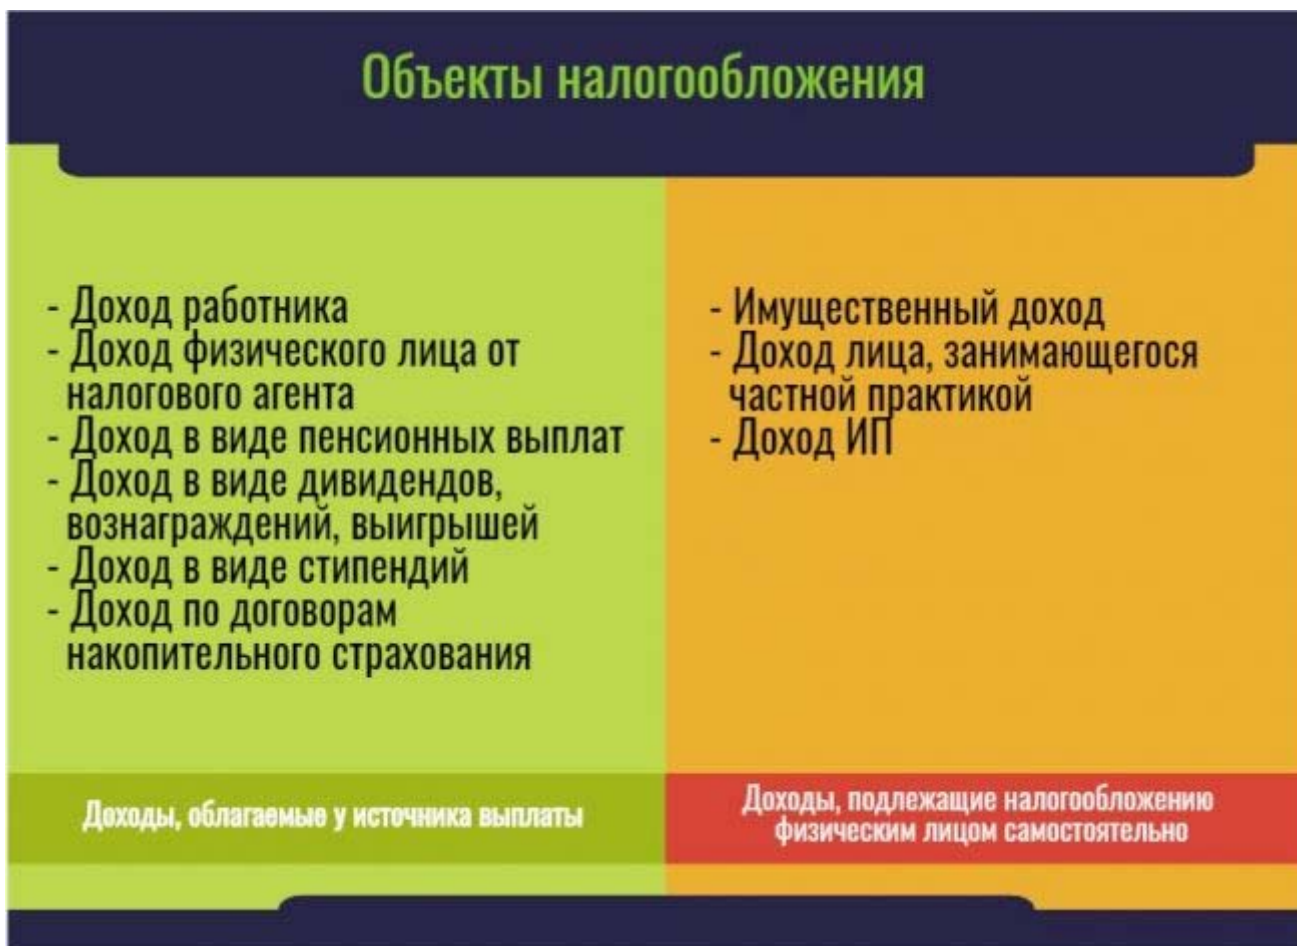 Объекты налогообложения
- Доход работника
- Доход физического лица от
налогового агента
- Доход в виде пенсионных выплат
- Доход в виде дивидендов,
вознаграждений, выигрышей
- Доход в виде стипендий
- Доход по договорам
накопительного страхования
Доходы, облагаемые у источника выплаты
- Имущественный доход
- Доход лица, занимающегося
частной практикой
- Доход ИП
Доходы, подлежащие налогообложению
физическим лицом самостоятельно